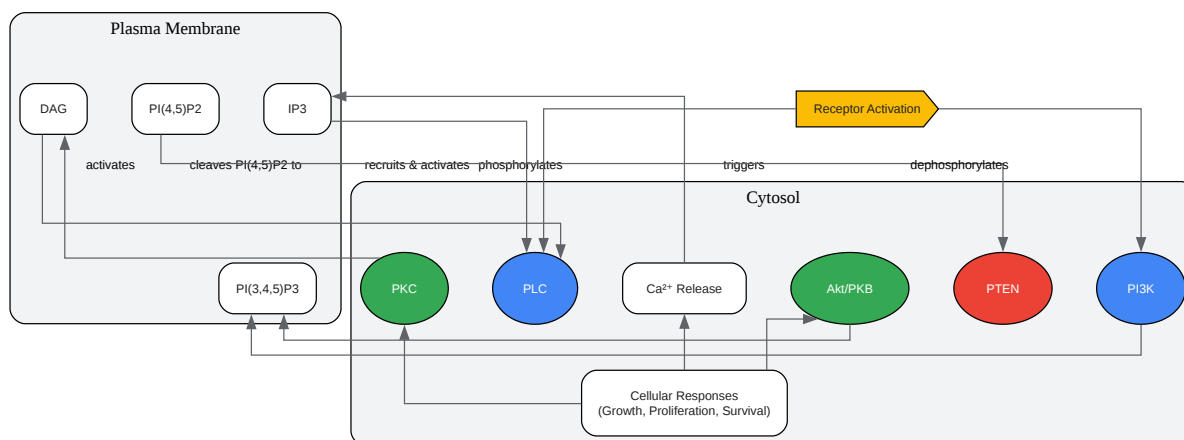 Plasma Membrane
DAG
PI(4,5)P2
IP3
Receptor Activation
activates
cleaves PI(4,5)P2 to
recruits & activates
phosphorylates
triggers
dephosphorylates
Cytosol
PI(3,4,5)P3
PKC
PLC
Ca²⁺ Release
Akt/PKB
PTEN
PI3K
Cellular Responses
(Growth, Proliferation, Survival)